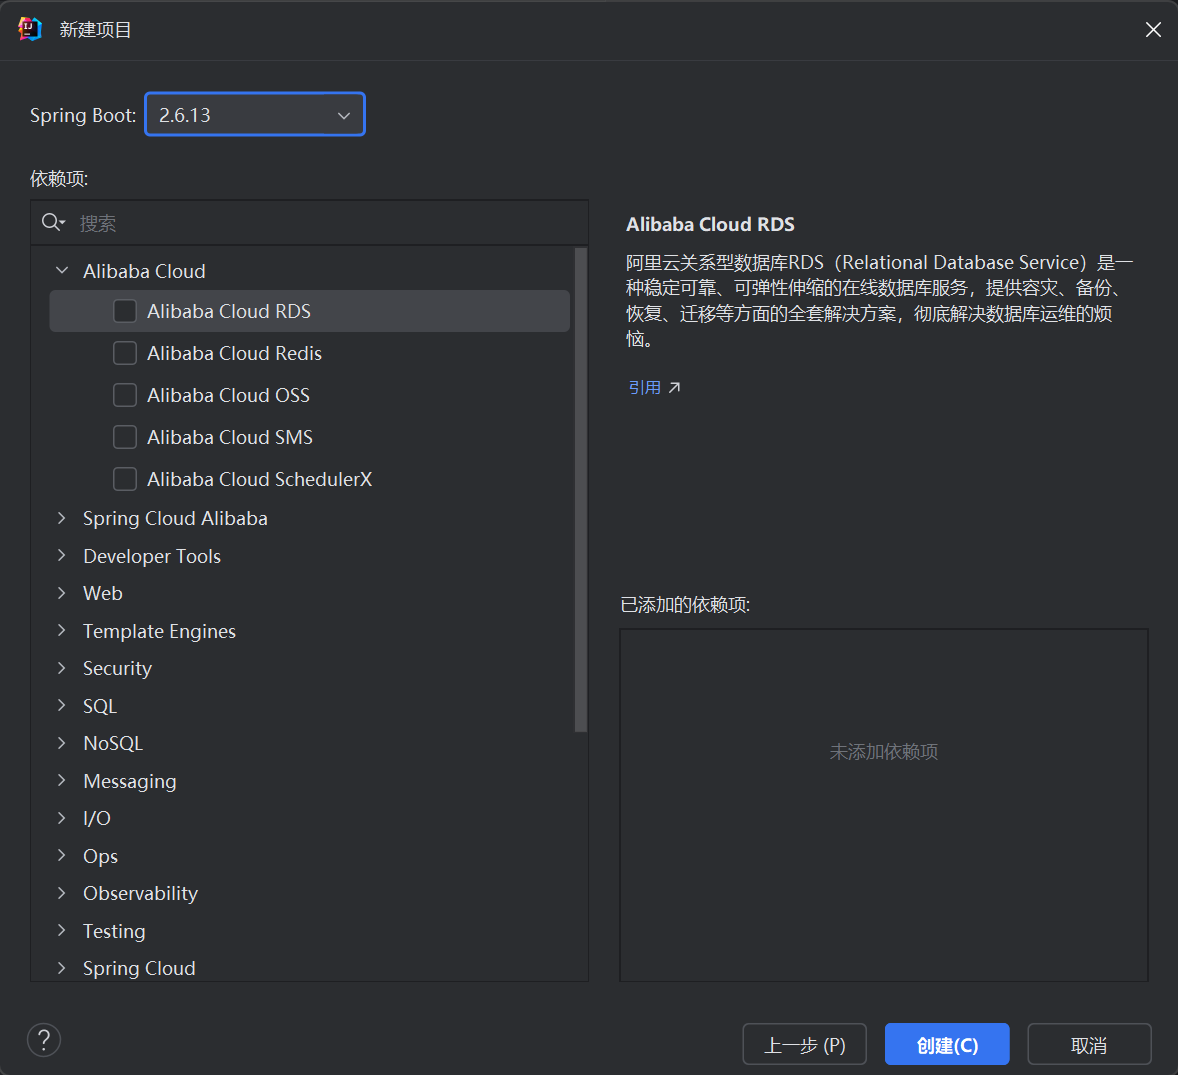 新建项目
Spring Boot: 2.6.13
依赖项:
搜索
Alibaba Cloud
Alibaba Cloud RDS
Alibaba Cloud Redis
Alibaba Cloud OSS
Alibaba Cloud SMS
Alibaba Cloud SchedulerX
Spring Cloud Alibaba
Developer Tools
Web
Template Engines
Security
SQL
NoSQL
Messaging
I/O
Ops
Observability
Testing
Spring Cloud
Alibaba Cloud RDS
阿里云关系型数据库RDS（Relational Database Service）是一
种稳定可靠、可弹性伸缩的在线数据库服务，提供容灾、备份、
恢复、迁移等方面的全套解决方案，彻底解决数据库运维的烦
恼。
引用
已添加的依赖项:
未添加依赖项
?
上一步 (P)
创建(C)
取消